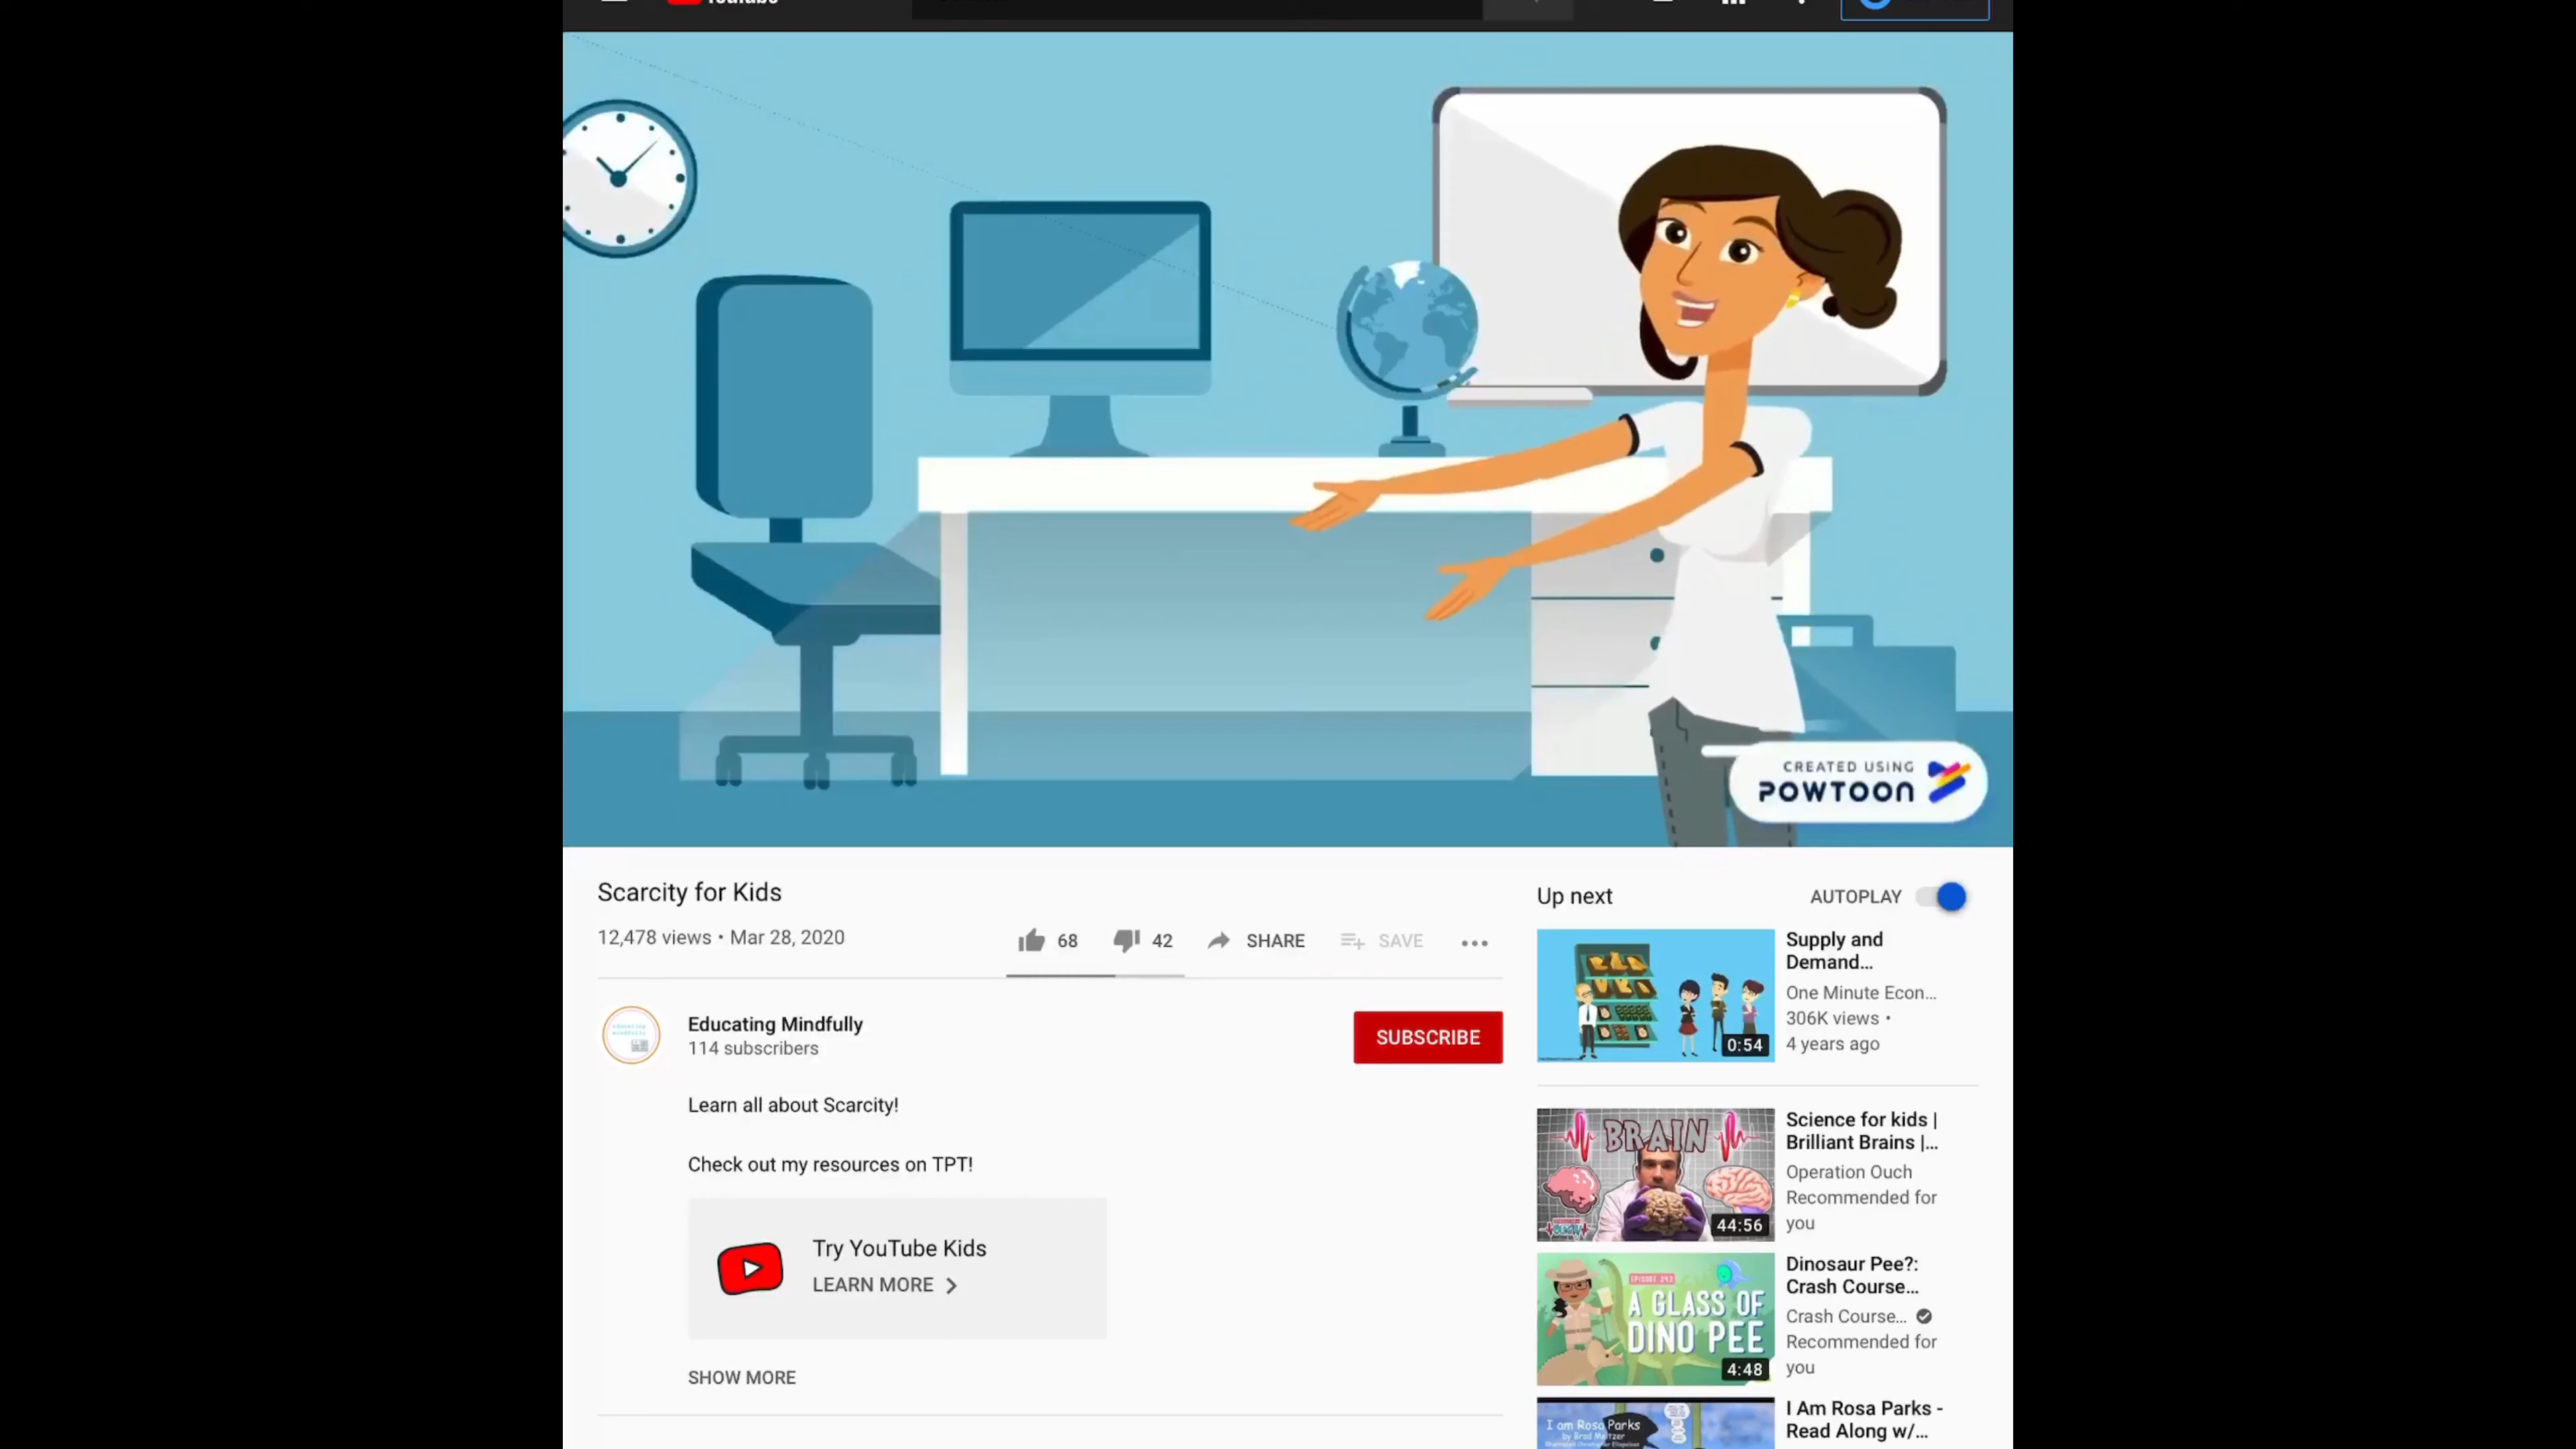 CREATED USING
POWTOON
Scarcity for Kids
12,478 views • Mar 28, 2020
68
42
SHARE
SAVE
Educating Mindfully
114 subscribers
SUBSCRIBE
Learn all about Scarcity!
Check out my resources on TPT!
Try YouTube Kids
LEARN MORE
SHOW MORE
Up next
AUTOPLAY
0:54
Supply and
Demand...
One Minute Econ...
306K views •
4 years ago
BRAIN
44:56
Science for kids |
Brilliant Brains |...
Operation Ouch
Recommended for
you
A GLASS OF
DINO PEE
4:48
Dinosaur Pee?:
Crash Course...
Crash Course...
Recommended for
you
I am Rosa Parks
by Brad Meltzer
I Am Rosa Parks -
Read Along w/...